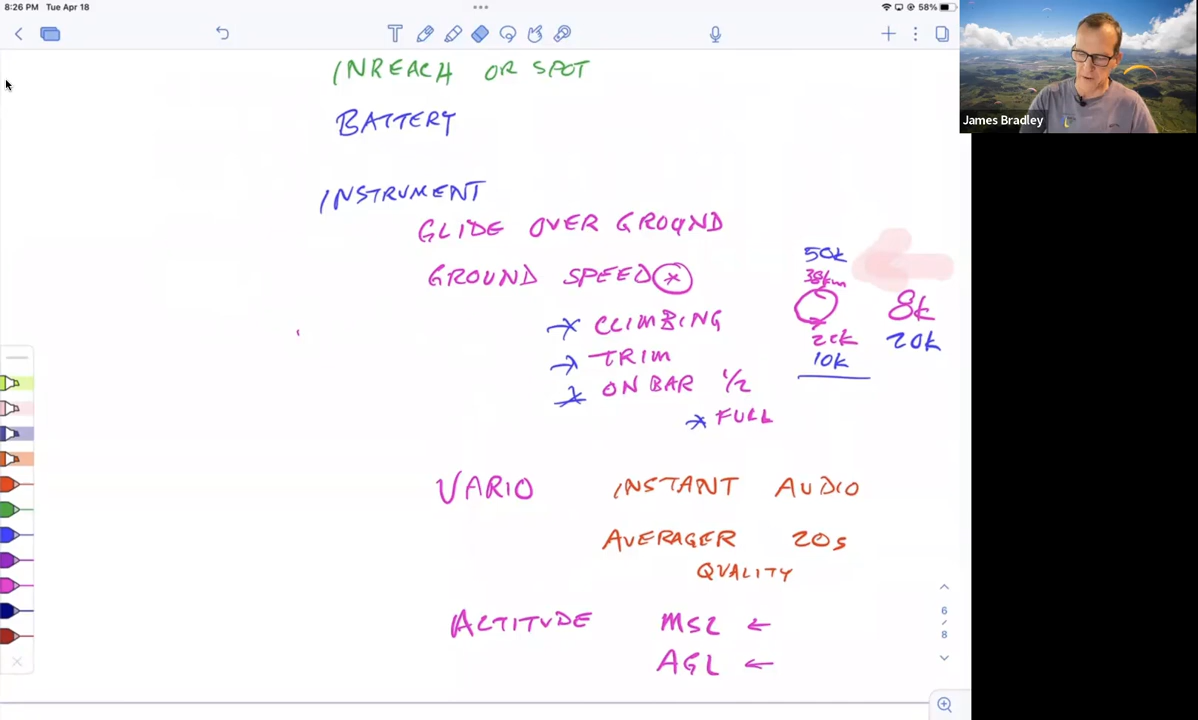 8:26 PM Tue Apr 18
58%
James Bradley
INREACH OR SPOT
BATTERY
INSTRUMENT
GLIDE OVER GROUND
50k
GROUND SPEED *
38km
8k
CLIMBING
20k
20k
TRIM
10k
ON BAR 1/2
* FULL
VARIO INSTANT AUDIO
AVERAGER 20s
QUALITY
ALTITUDE MSL ←
AGL ←
6
/
8